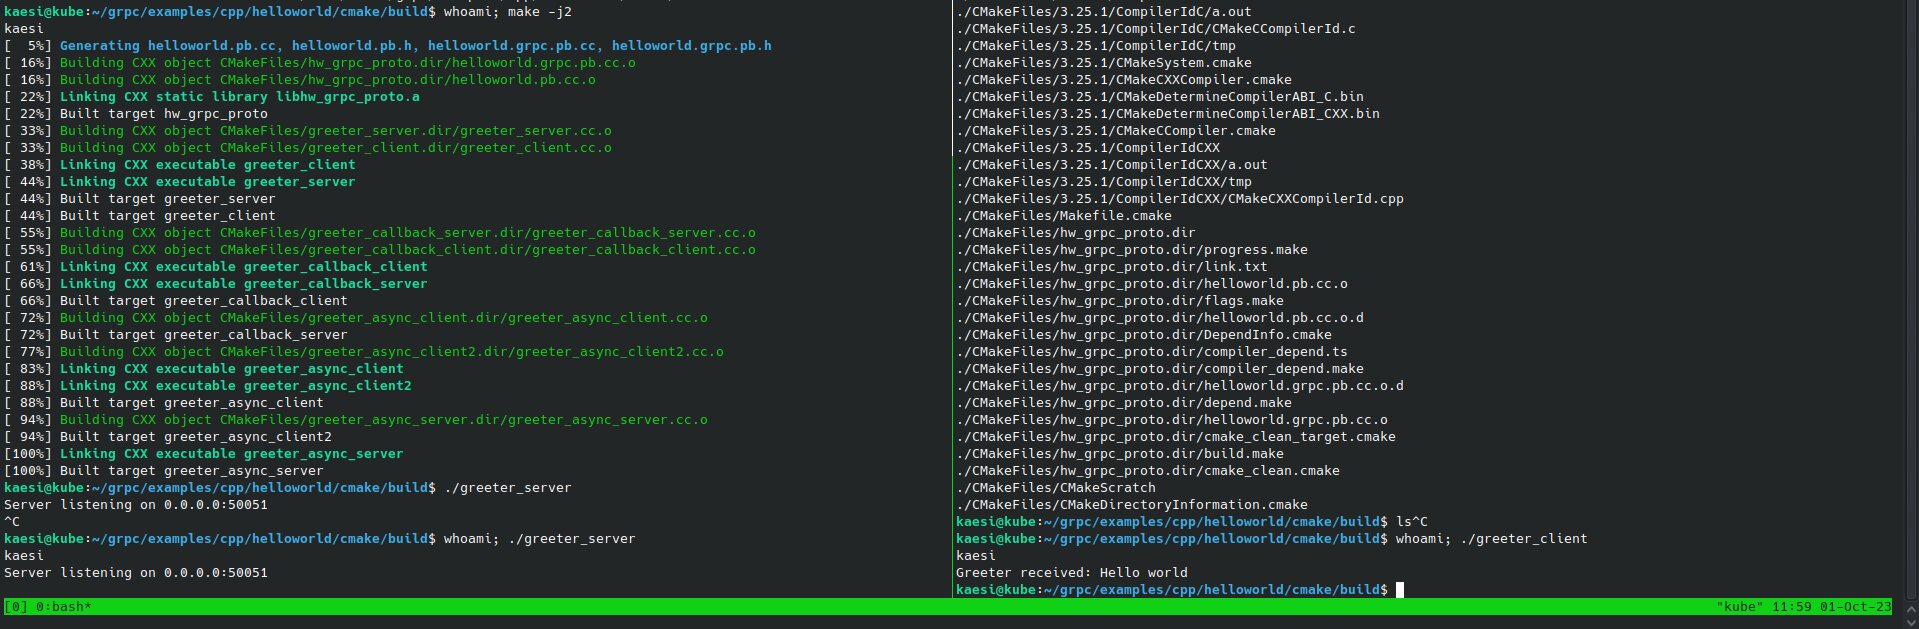 kaesi@kube:~/grpc/examples/cpp/helloworld/cmake/build$ whoami; make -j2
kaesi
[  5%] Generating helloworld.pb.cc, helloworld.pb.h, helloworld.grpc.pb.cc, helloworld.grpc.pb.h
[ 16%] Building CXX object CMakeFiles/hw_grpc_proto.dir/helloworld.grpc.pb.cc.o
[ 16%] Building CXX object CMakeFiles/hw_grpc_proto.dir/helloworld.pb.cc.o
[ 22%] Linking CXX static library libhw_grpc_proto.a
[ 22%] Built target hw_grpc_proto
[ 33%] Building CXX object CMakeFiles/greeter_server.dir/greeter_server.cc.o
[ 33%] Building CXX object CMakeFiles/greeter_client.dir/greeter_client.cc.o
[ 38%] Linking CXX executable greeter_client
[ 44%] Linking CXX executable greeter_server
[ 44%] Built target greeter_server
[ 44%] Built target greeter_client
[ 55%] Building CXX object CMakeFiles/greeter_callback_server.dir/greeter_callback_server.cc.o
[ 55%] Building CXX object CMakeFiles/greeter_callback_client.dir/greeter_callback_client.cc.o
[ 61%] Linking CXX executable greeter_callback_client
[ 66%] Linking CXX executable greeter_callback_server
[ 66%] Built target greeter_callback_client
[ 72%] Building CXX object CMakeFiles/greeter_async_client.dir/greeter_async_client.cc.o
[ 72%] Built target greeter_callback_server
[ 77%] Building CXX object CMakeFiles/greeter_async_client2.dir/greeter_async_client2.cc.o
[ 83%] Linking CXX executable greeter_async_client
[ 88%] Linking CXX executable greeter_async_client2
[ 88%] Built target greeter_async_client
[ 94%] Building CXX object CMakeFiles/greeter_async_server.dir/greeter_async_server.cc.o
[ 94%] Built target greeter_async_client2
[100%] Linking CXX executable greeter_async_server
[100%] Built target greeter_async_server
kaesi@kube:~/grpc/examples/cpp/helloworld/cmake/build$ ./greeter_server
Server listening on 0.0.0.0:50051
^C
kaesi@kube:~/grpc/examples/cpp/helloworld/cmake/build$ whoami; ./greeter_server
kaesi
Server listening on 0.0.0.0:50051
./CMakeFiles/3.25.1/CompilerIdC/a.out
./CMakeFiles/3.25.1/CompilerIdC/CMakeCCompilerId.c
./CMakeFiles/3.25.1/CompilerIdC/tmp
./CMakeFiles/3.25.1/CMakeSystem.cmake
./CMakeFiles/3.25.1/CMakeCXXCompiler.cmake
./CMakeFiles/3.25.1/CMakeDetermineCompilerABI_C.bin
./CMakeFiles/3.25.1/CMakeDetermineCompilerABI_CXX.bin
./CMakeFiles/3.25.1/CMakeCCompiler.cmake
./CMakeFiles/3.25.1/CompilerIdCXX
./CMakeFiles/3.25.1/CompilerIdCXX/a.out
./CMakeFiles/3.25.1/CompilerIdCXX/tmp
./CMakeFiles/3.25.1/CompilerIdCXX/CMakeCXXCompilerId.cpp
./CMakeFiles/Makefile.cmake
./CMakeFiles/hw_grpc_proto.dir
./CMakeFiles/hw_grpc_proto.dir/progress.make
./CMakeFiles/hw_grpc_proto.dir/link.txt
./CMakeFiles/hw_grpc_proto.dir/helloworld.pb.cc.o
./CMakeFiles/hw_grpc_proto.dir/flags.make
./CMakeFiles/hw_grpc_proto.dir/helloworld.pb.cc.o.d
./CMakeFiles/hw_grpc_proto.dir/DependInfo.cmake
./CMakeFiles/hw_grpc_proto.dir/compiler_depend.ts
./CMakeFiles/hw_grpc_proto.dir/compiler_depend.make
./CMakeFiles/hw_grpc_proto.dir/helloworld.grpc.pb.cc.o.d
./CMakeFiles/hw_grpc_proto.dir/depend.make
./CMakeFiles/hw_grpc_proto.dir/helloworld.grpc.pb.cc.o
./CMakeFiles/hw_grpc_proto.dir/cmake_clean_target.cmake
./CMakeFiles/hw_grpc_proto.dir/build.make
./CMakeFiles/hw_grpc_proto.dir/cmake_clean.cmake
./CMakeFiles/CMakeScratch
./CMakeFiles/CMakeDirectoryInformation.cmake
kaesi@kube:~/grpc/examples/cpp/helloworld/cmake/build$ ls^C
kaesi@kube:~/grpc/examples/cpp/helloworld/cmake/build$ whoami; ./greeter_client
kaesi
Greeter received: Hello world
kaesi@kube:~/grpc/examples/cpp/helloworld/cmake/build$
[0] 0:bash* "kube" 11:59 01-Oct-23